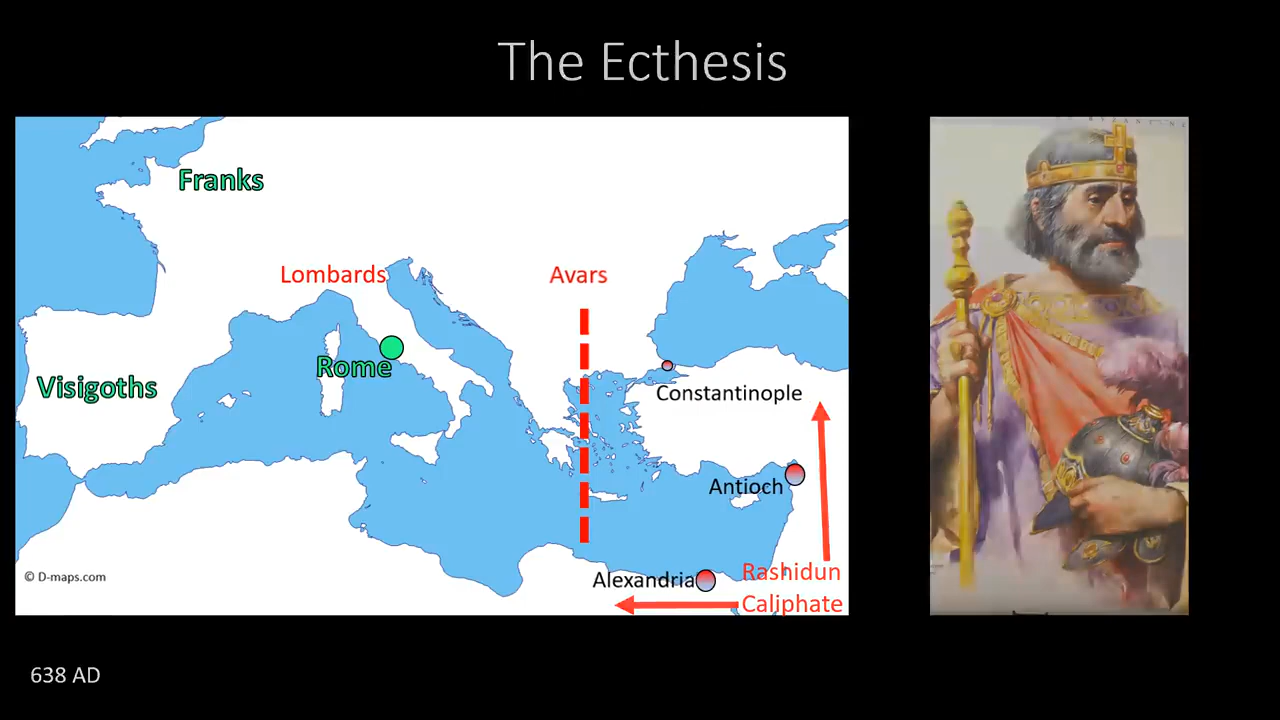 The Ecthesis
Franks
Lombards
Avars
Rome
Visigoths
Constantinople
Antioch
© D-maps.com
Alexandria
Rashidun
Caliphate
638 AD